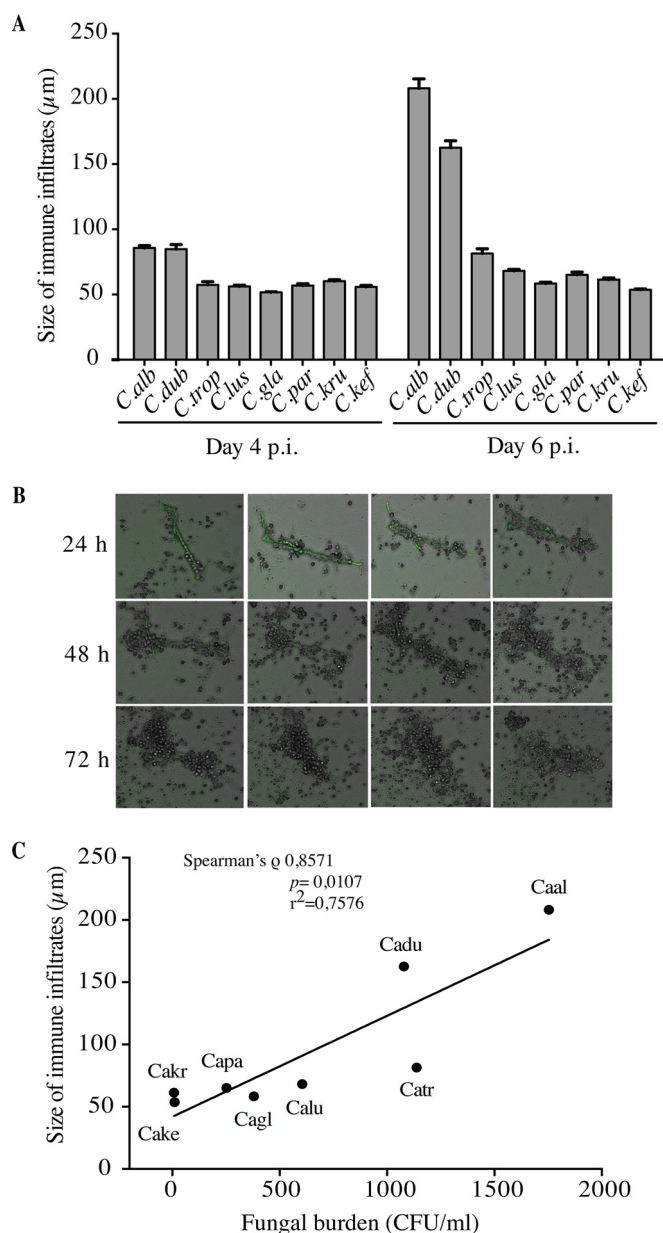 A
Size of immune infiltrates (µm)
250
200
150
100
50
0
C.alb
C.dub
C.trop
C.lus
C.gla
C.par
C.kru
C.kef
C.alb
C.dub
C.trop
C.lus
C.gla
C.par
C.kru
C.kef
Day 4 p.i.
Day 6 p.i.
B
24 h
48 h
72 h
C
Size of immune infiltrates (µm)
250
200
150
100
50
0
Spearman's ϱ 0,8571
p= 0,0107
r²=0,7576
Caal
Cadu
Cakr
Capa
Catr
Cake
Cagl
Calu
0
500
1000
1500
2000
Fungal burden (CFU/ml)